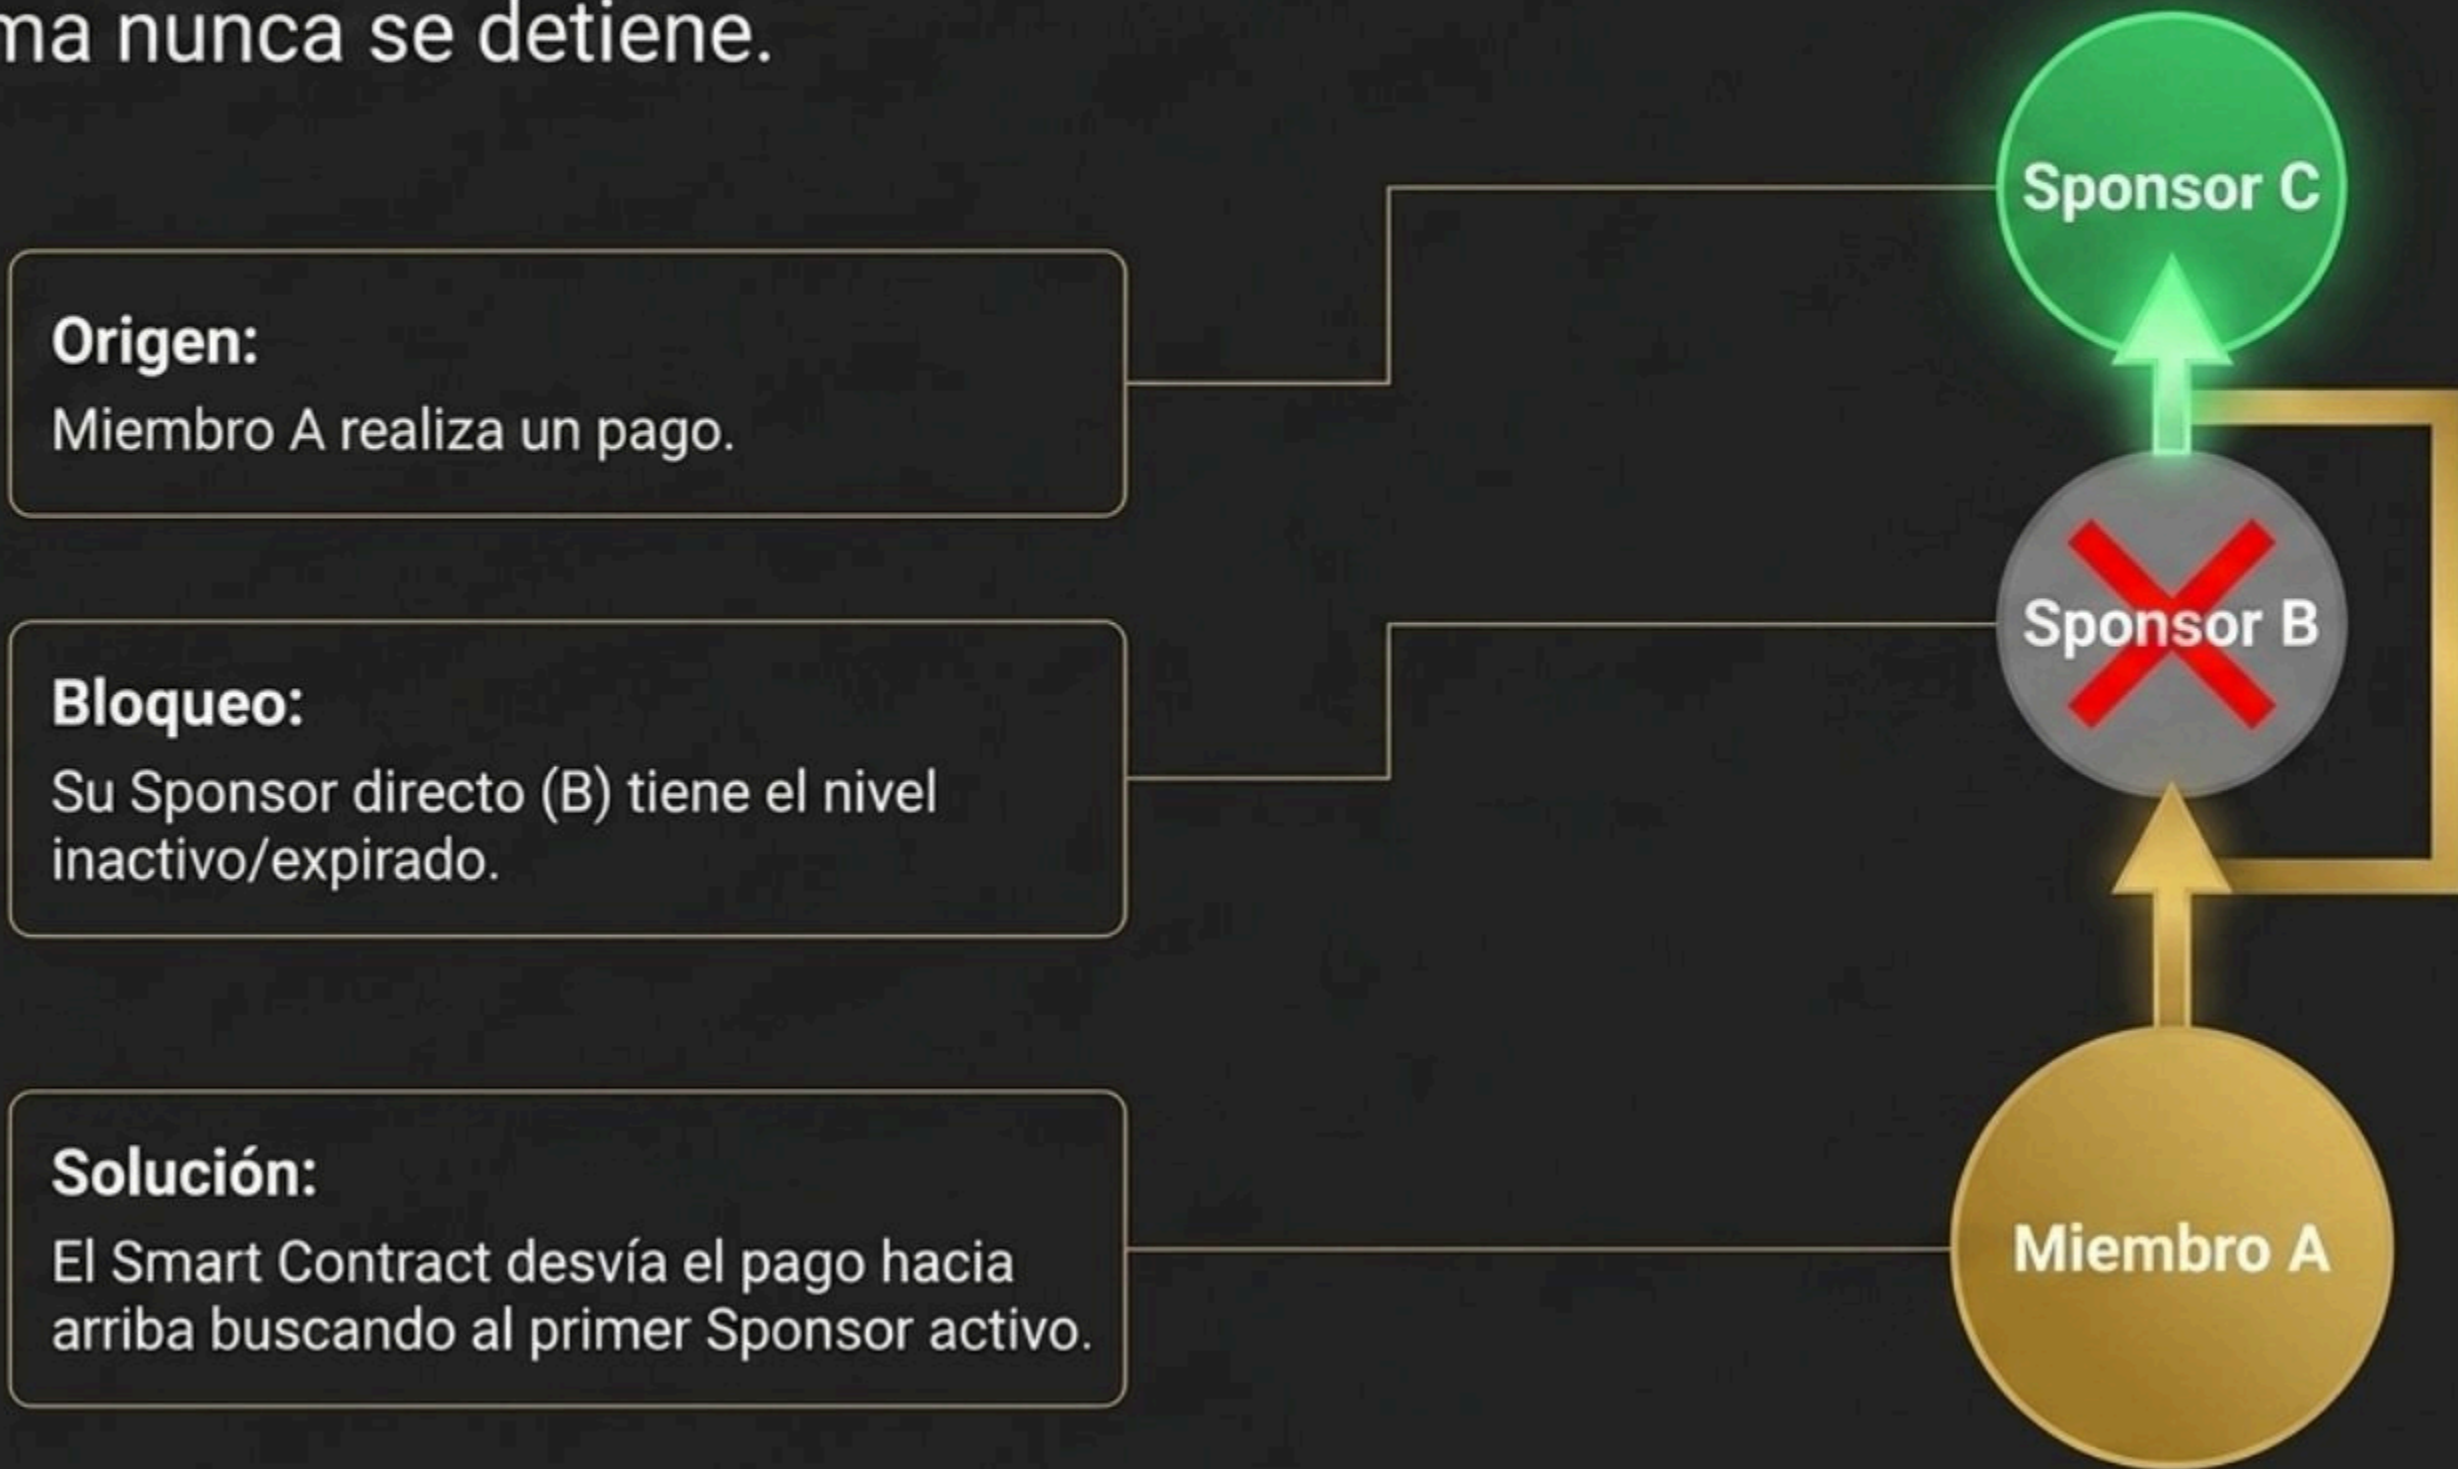 nunca se detiene.
Origen:
Miembro A realiza un pago.
Bloqueo:
Su Sponsor directo (B) tiene el nivel
inactivo/expirado.
Solución:
El Smart Contract desvía el pago hacia
arriba buscando al primer Sponsor activo.
Sponsor C
Sponsor B
Miembro A